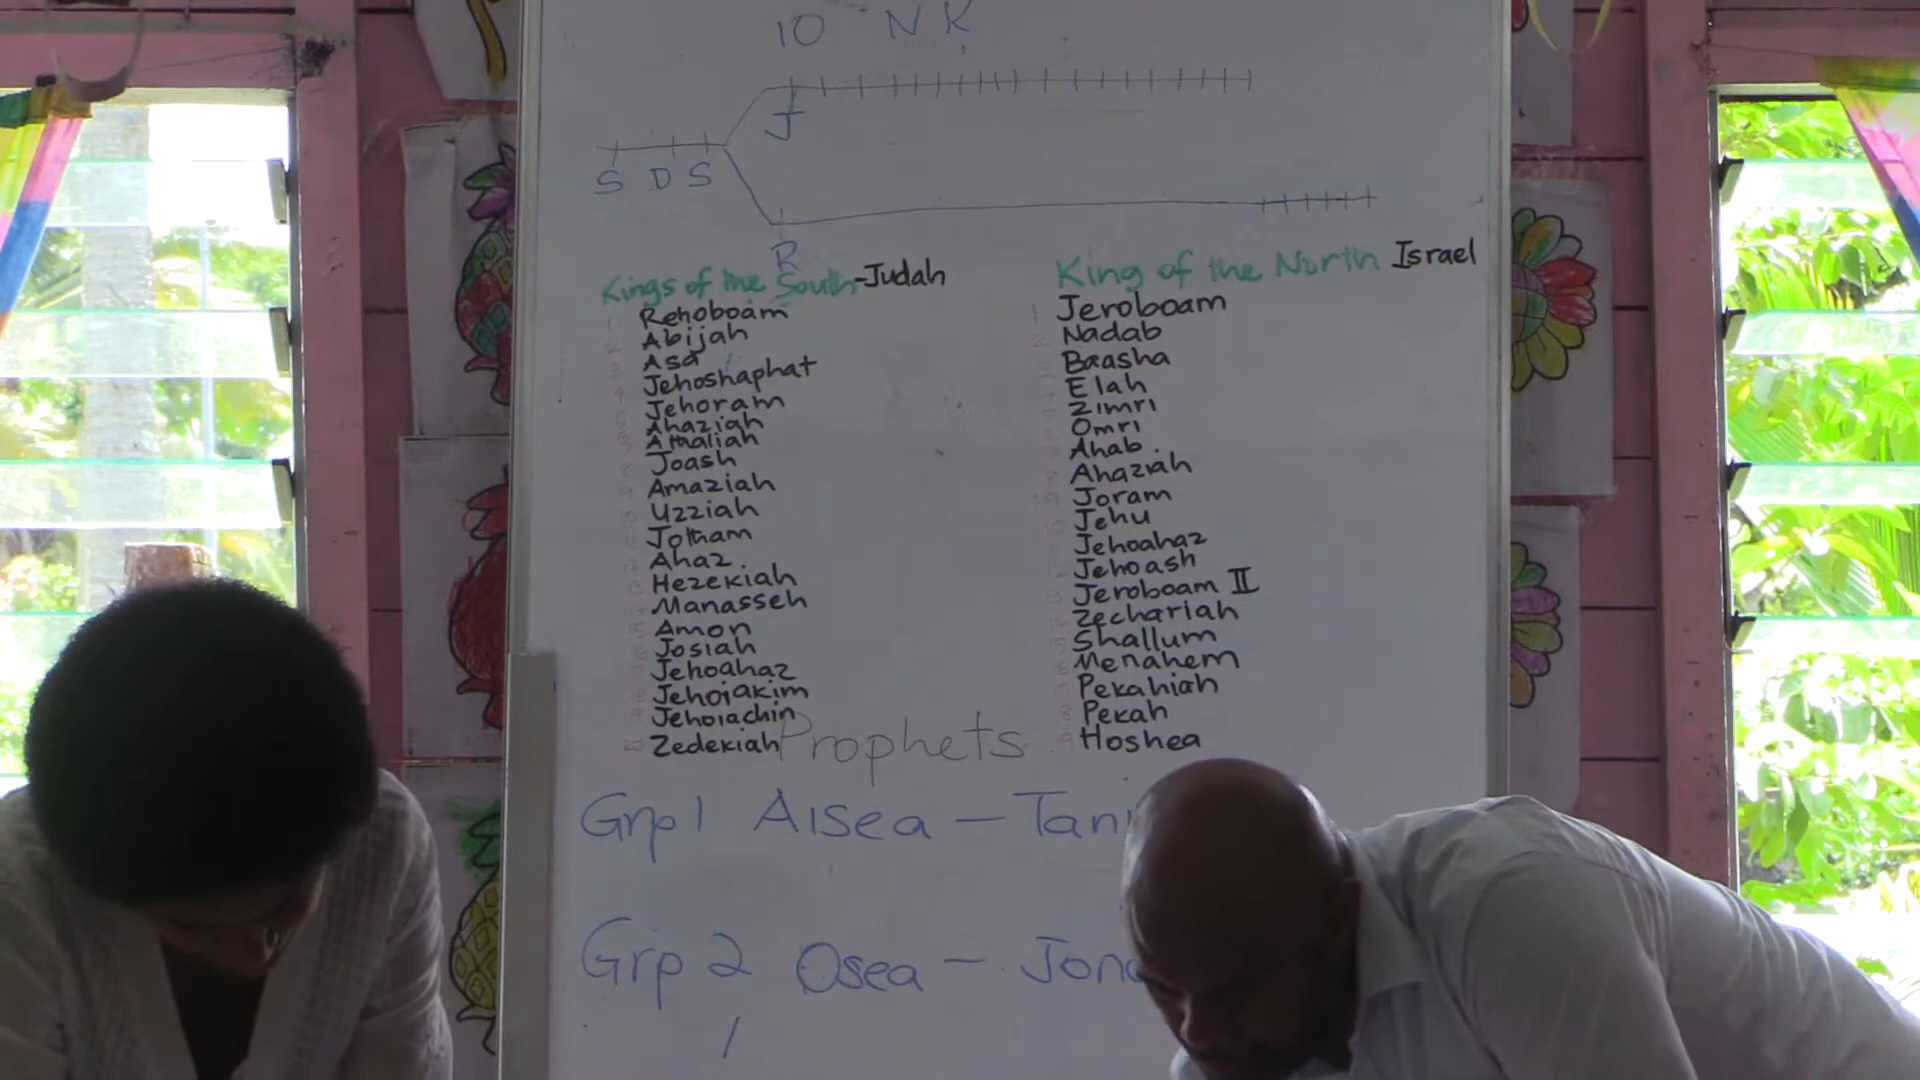 10 NK
J
S D S
R
Kings of the South-Judah
Rehoboam
Abijah
Asa
Jehoshaphat
Jehoram
Ahaziah
Athaliah
Joash
Amaziah
Uzziah
Jotham
Ahaz.
Hezekiah
Manasseh
Amon
Josiah
Jehoahaz
Jehoiakim
Jehoiachin
Zedekiah
King of the North Israel
Jeroboam
Nadab
Baasha
Elah
Zimri
Omri
Ahab.
Ahaziah
Joram
Jehu
Jehoahaz
Jehoash
Jeroboam II
Zechariah
Shallum
Menahem
Pekahiah
Pekah
Hoshea
Prophets
Grp 1 AISea -
Grp 2 Osea -